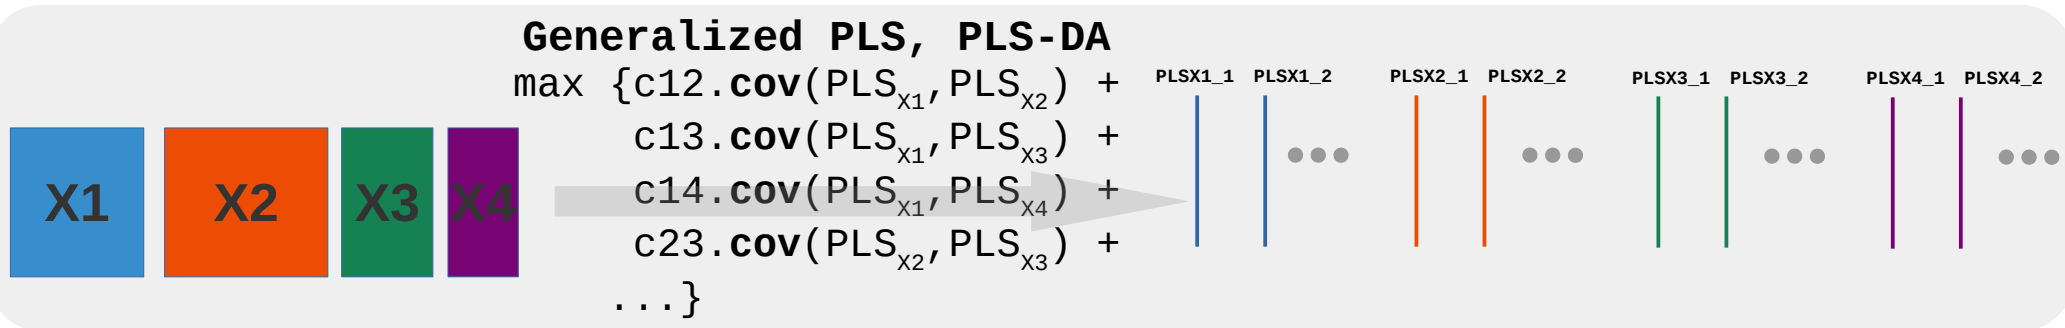 Generalized PLS, PLS-DA
max {c12.cov(PLSX1,PLSX2) +
c13.cov(PLSX1,PLSX3) +
c14.cov(PLSX1,PLSX4) +
c23.cov(PLSX2,PLSX3) +
...}
X1 X2 X3 X4
PLSX1_1 PLSX1_2 PLSX2_1 PLSX2_2 PLSX3_1 PLSX3_2 PLSX4_1 PLSX4_2